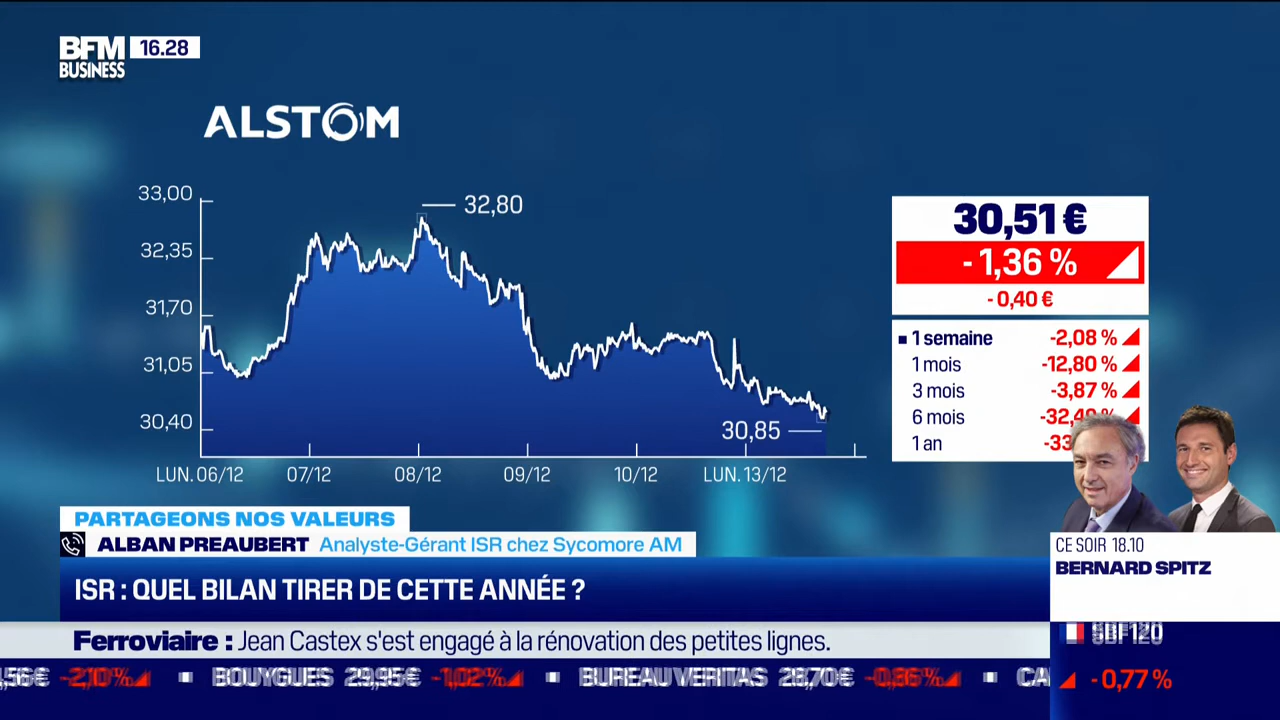 BFM
BUSINESS
16.28
ALSTOM
33,00
32,35
31,70
31,05
30,40
32,80
30,85
LUN. 06/12
07/12
08/12
09/12
10/12
LUN. 13/12
30,51 €
- 1,36 %
- 0,40 €
1 semaine -2,08 %
1 mois -12,80 %
3 mois -3,87 %
6 mois
1 an
PARTAGEONS NOS VALEURS
ALBAN PREAUBERT Analyste-Gérant ISR chez Sycomore AM
ISR : QUEL BILAN TIRER DE CETTE ANNÉE ?
CE SOIR 18.10
BERNARD SPITZ
Ferroviaire : Jean Castex s'est engagé à la rénovation des petites lignes.
BOUYGUES 29,95€ -1,02% BUREAU VERITAS 28,70€ -0,86%
SBF120
- 0,77 %